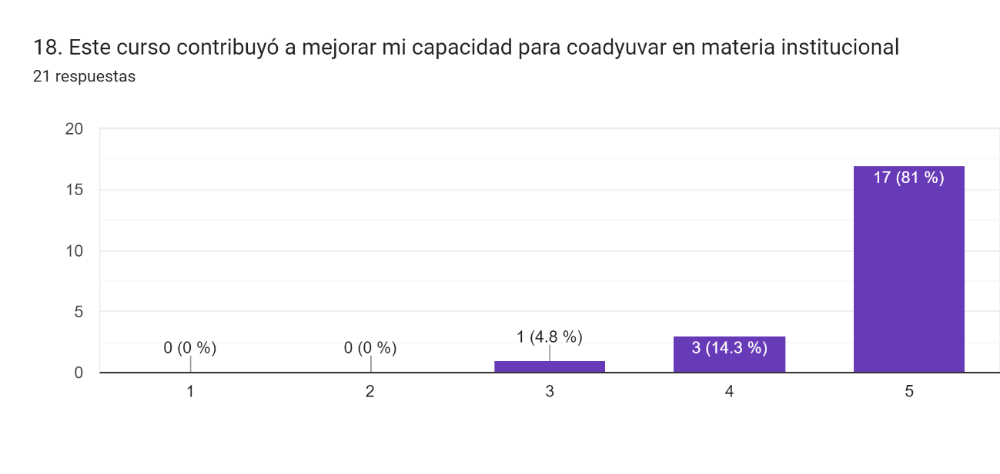 18. Este curso contribuyó a mejorar mi capacidad para coadyuvar en materia institucional
21 respuestas
20
15
10
5
0
0 (0 %)
0 (0 %)
1 (4.8 %)
3 (14.3 %)
17 (81 %)
1
2
3
4
5